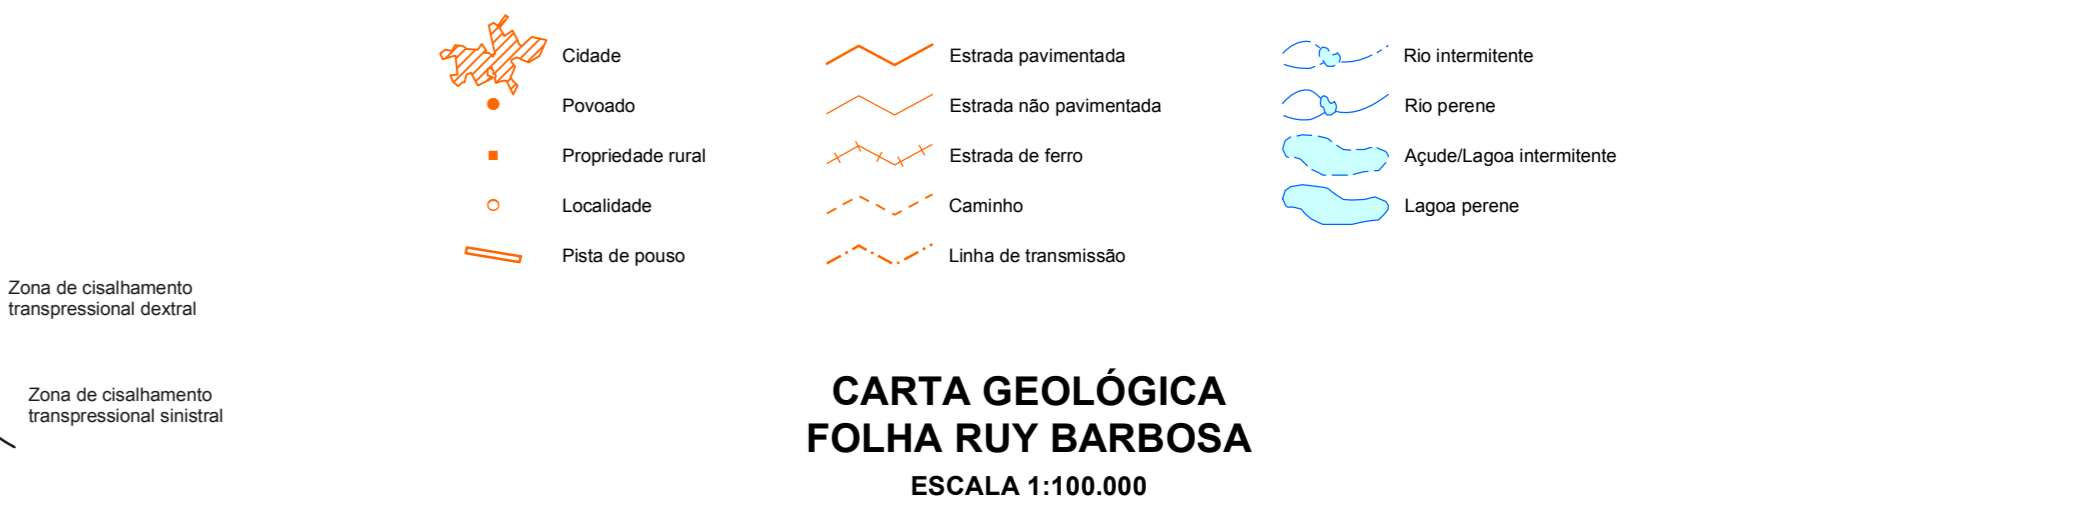 Cidade
Povoado
Propriedade rural
Localidade
Pista de pouso
Estrada pavimentada
Estrada não pavimentada
Estrada de ferro
Caminho
Linha de transmissão
Rio intermitente
Rio perene
Açude/Lagoa intermitente
Lagoa perene
Zona de cisalhamento
transpressional dextral
Zona de cisalhamento
transpressional sinistral
CARTA GEOLÓGICA
FOLHA RUY BARBOSA
ESCALA 1:100.000